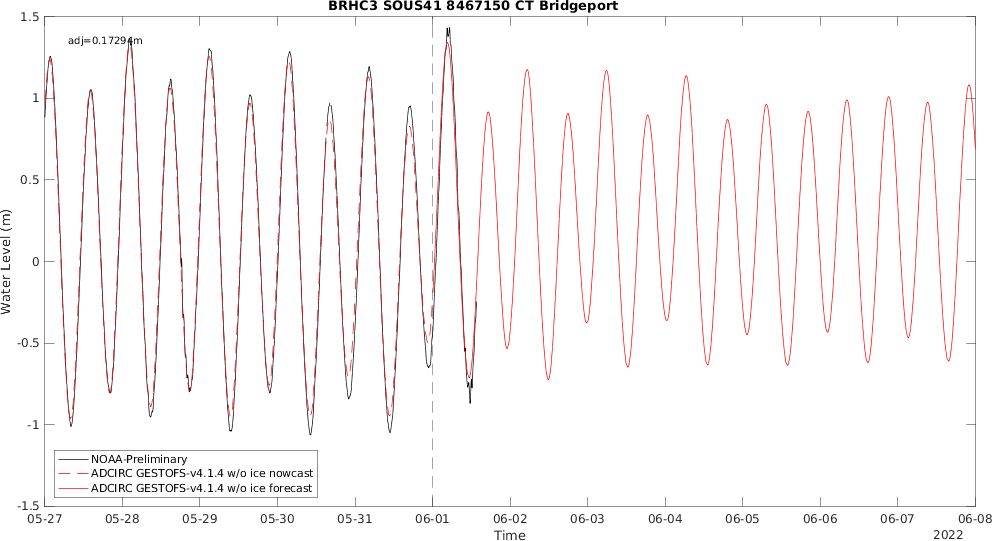 BRHC3 SOUS41 8467150 CT Bridgeport
adj=0.17294m
1.5
1
0.5
0
-0.5
-1
-1.5
Water Level (m)
NOAA-Preliminary
ADCIRC GESTOFS-v4.1.4 w/o ice nowcast
ADCIRC GESTOFS-v4.1.4 w/o ice forecast
05-27 05-28 05-29 05-30 05-31 06-01 06-02 06-03 06-04 06-05 06-06 06-07 06-08
Time
2022